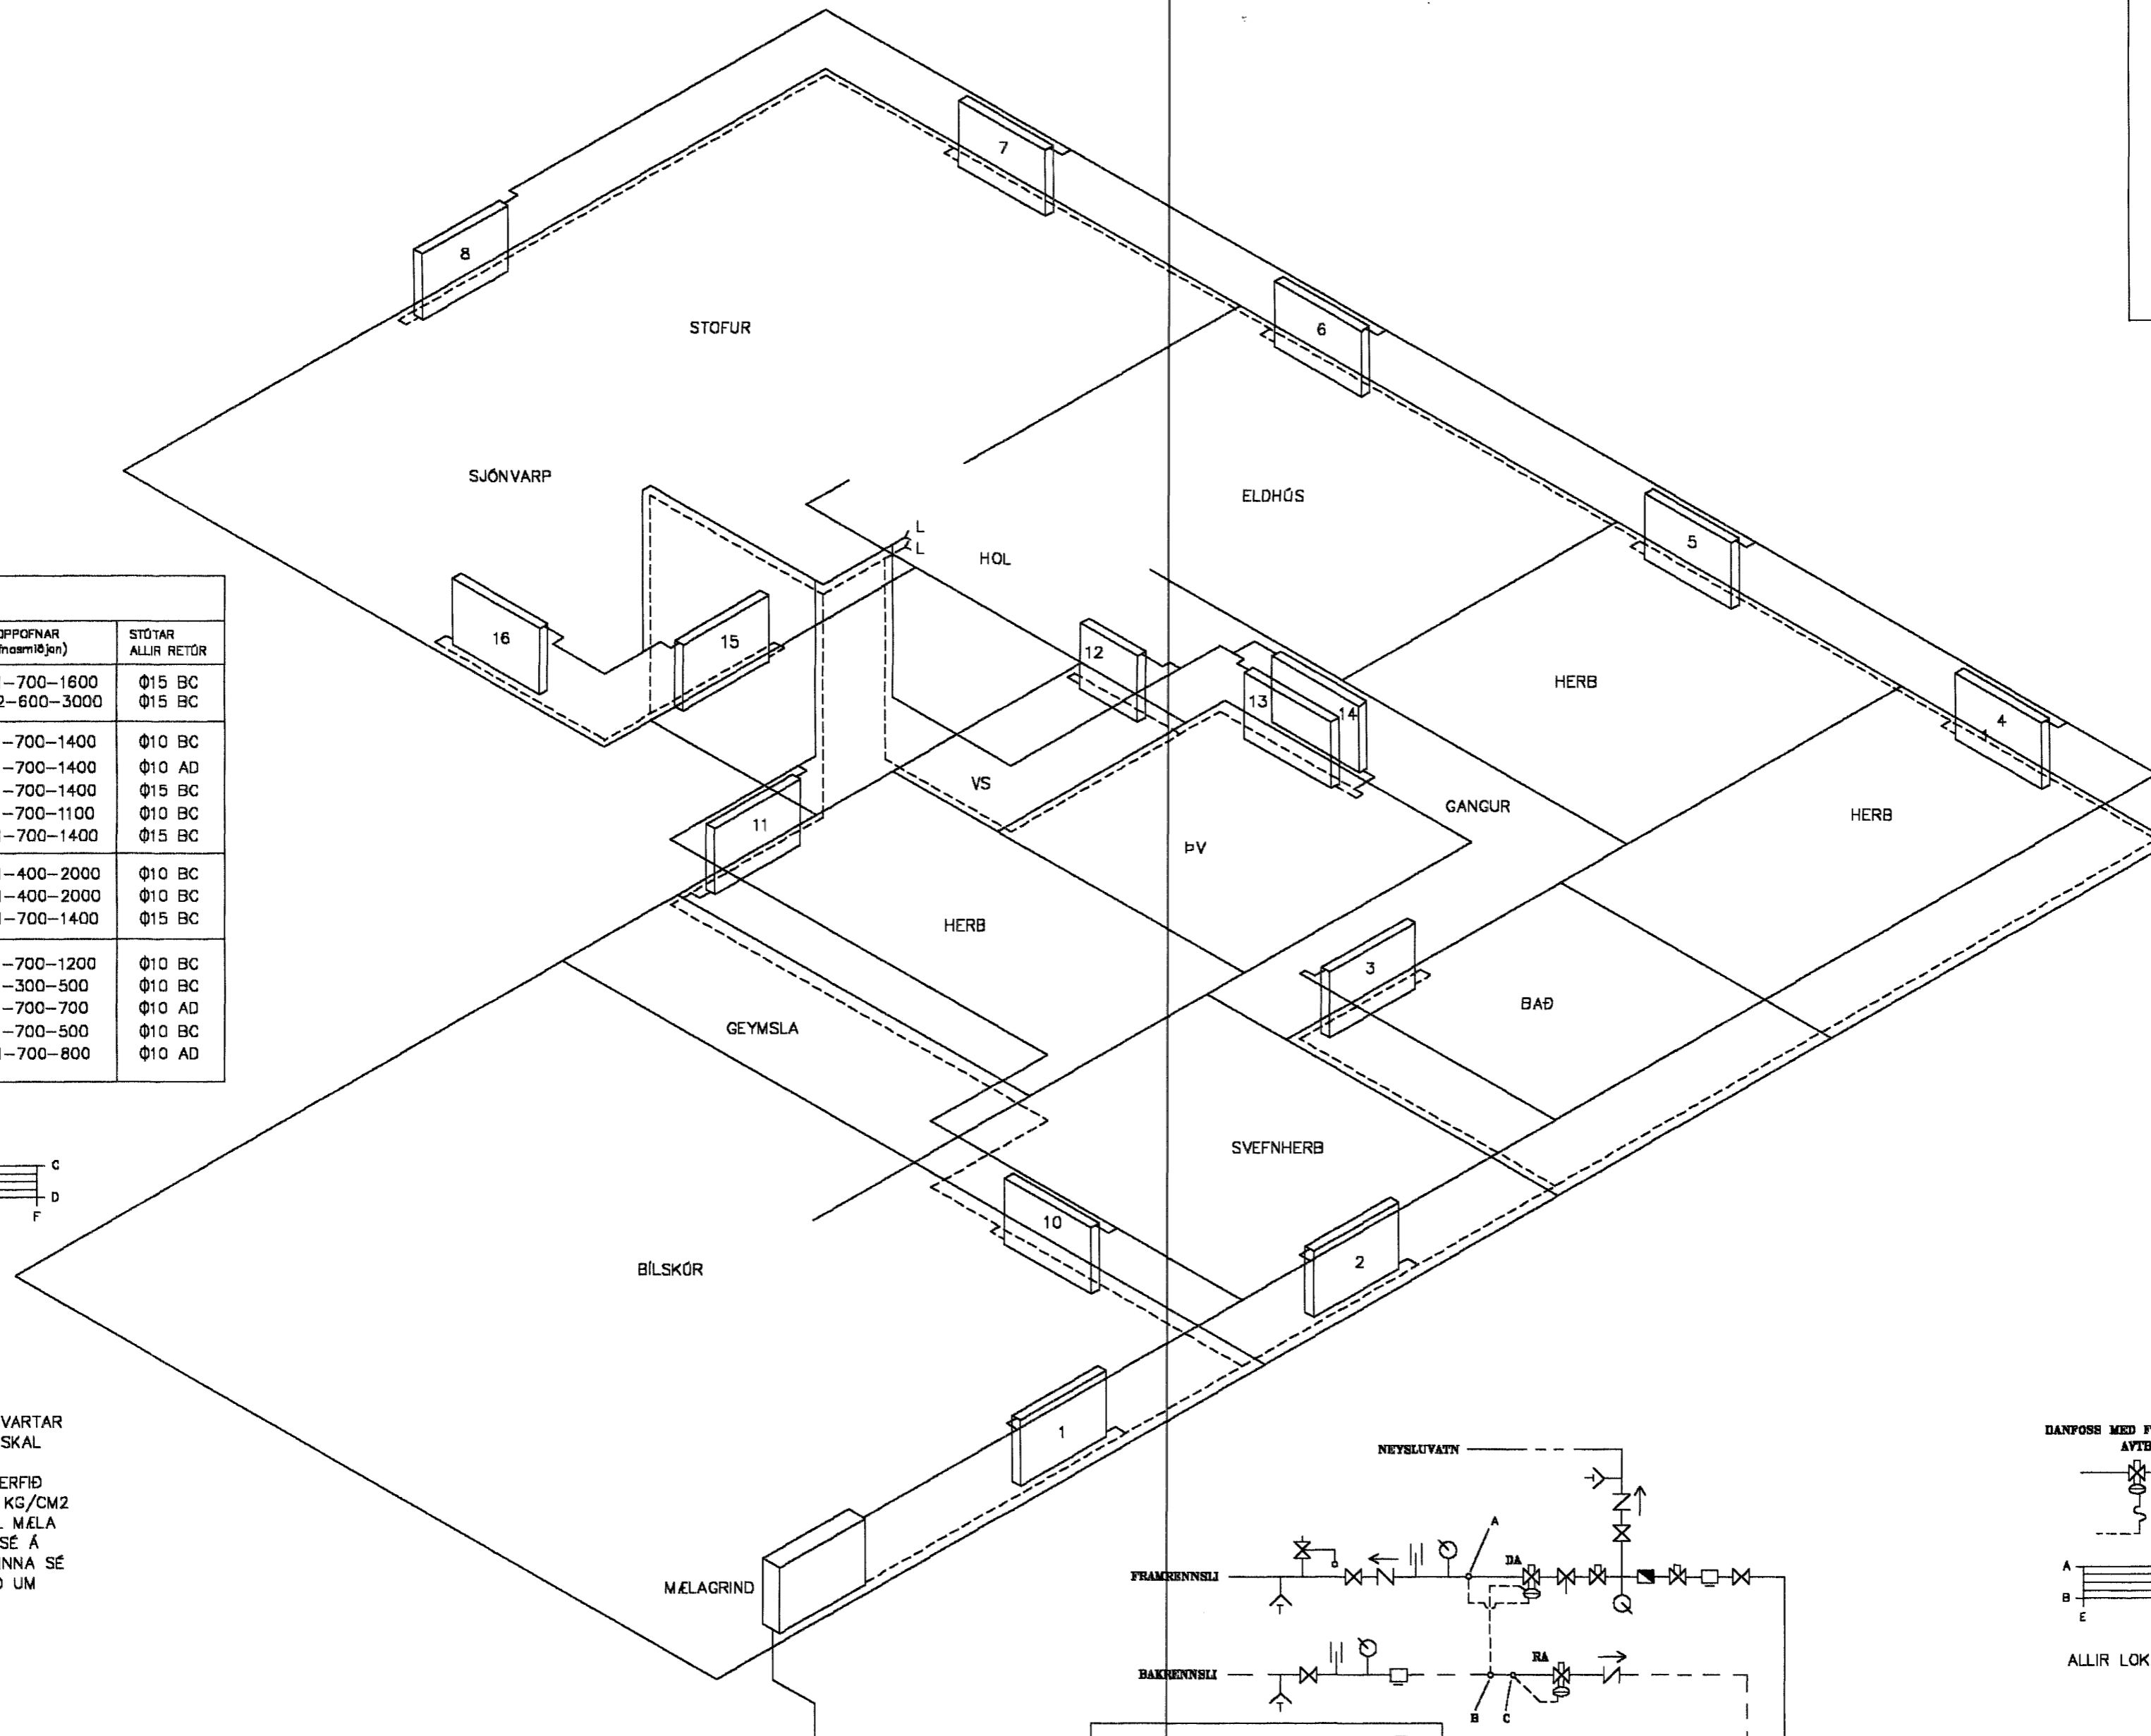 7
8
STOFUR
6
SJÓNVARP
ELDHÚS
5
L
L
HOL
16
15
12
13
14
HERB
4
VS
GANGUR
HERB
11
ÞV
HERB
3
BAÐ
GEYMSLA
SVEFNHERB
10
2
BÍLSKÚR
1
MÆLAGRIND
STÚTAR
ALLIR RETÚR
-700-1600 Φ15 BC
-600-3000 Φ15 BC
-700-1400 Φ10 BC
-700-1400 Φ10 AD
-700-1400 Φ15 BC
-700-1100 Φ10 BC
-700-1400 Φ15 BC
-400-2000 Φ10 BC
-400-2000 Φ10 BC
-700-1400 Φ15 BC
-700-1200 Φ10 BC
-300-500 Φ10 BC
-700-700 Φ10 AD
-700-500 Φ10 BC
-700-800 Φ10 AD
C
D
F
VARTAR
SKAL
ERFIÐ
KG/CM2
MÆLA
SÉ Á
INNA SÉ
UM
NEYSLUVATN
A
DA
FRAMRENNSLI
RA
BAKRENNSLI
B C
DANFOSS MED
A
B
E
ALLIR LOK